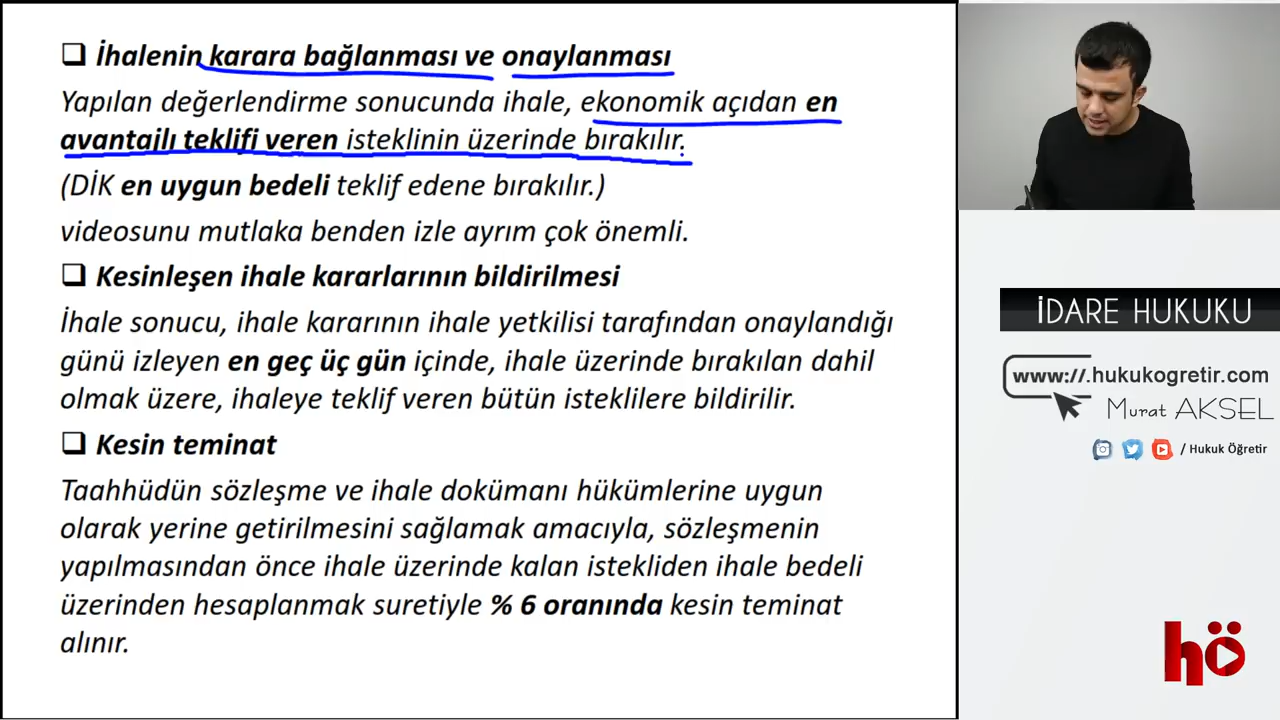 ❑ İhalenin karara bağlanması ve onaylanması
Yapılan değerlendirme sonucunda ihale, ekonomik açıdan en
avantajlı teklifi veren isteklinin üzerinde bırakılır.
(DİK en uygun bedeli teklif edene bırakılır.)
videosunu mutlaka benden izle ayrım çok önemli.
❑ Kesinleşen ihale kararlarının bildirilmesi
İhale sonucu, ihale kararının ihale yetkilisi tarafından onaylandığı
günü izleyen en geç üç gün içinde, ihale üzerinde bırakılan dahil
olmak üzere, ihaleye teklif veren bütün isteklilere bildirilir.
❑ Kesin teminat
Taahhüdün sözleşme ve ihale dokümanı hükümlerine uygun
olarak yerine getirilmesini sağlamak amacıyla, sözleşmenin
yapılmasından önce ihale üzerinde kalan istekliden ihale bedeli
üzerinden hesaplanmak suretiyle % 6 oranında kesin teminat
alınır.
İDARE HUKUKU
www://.hukukogretir.com
Murat AKSEL
/ Hukuk Öğretir
hö